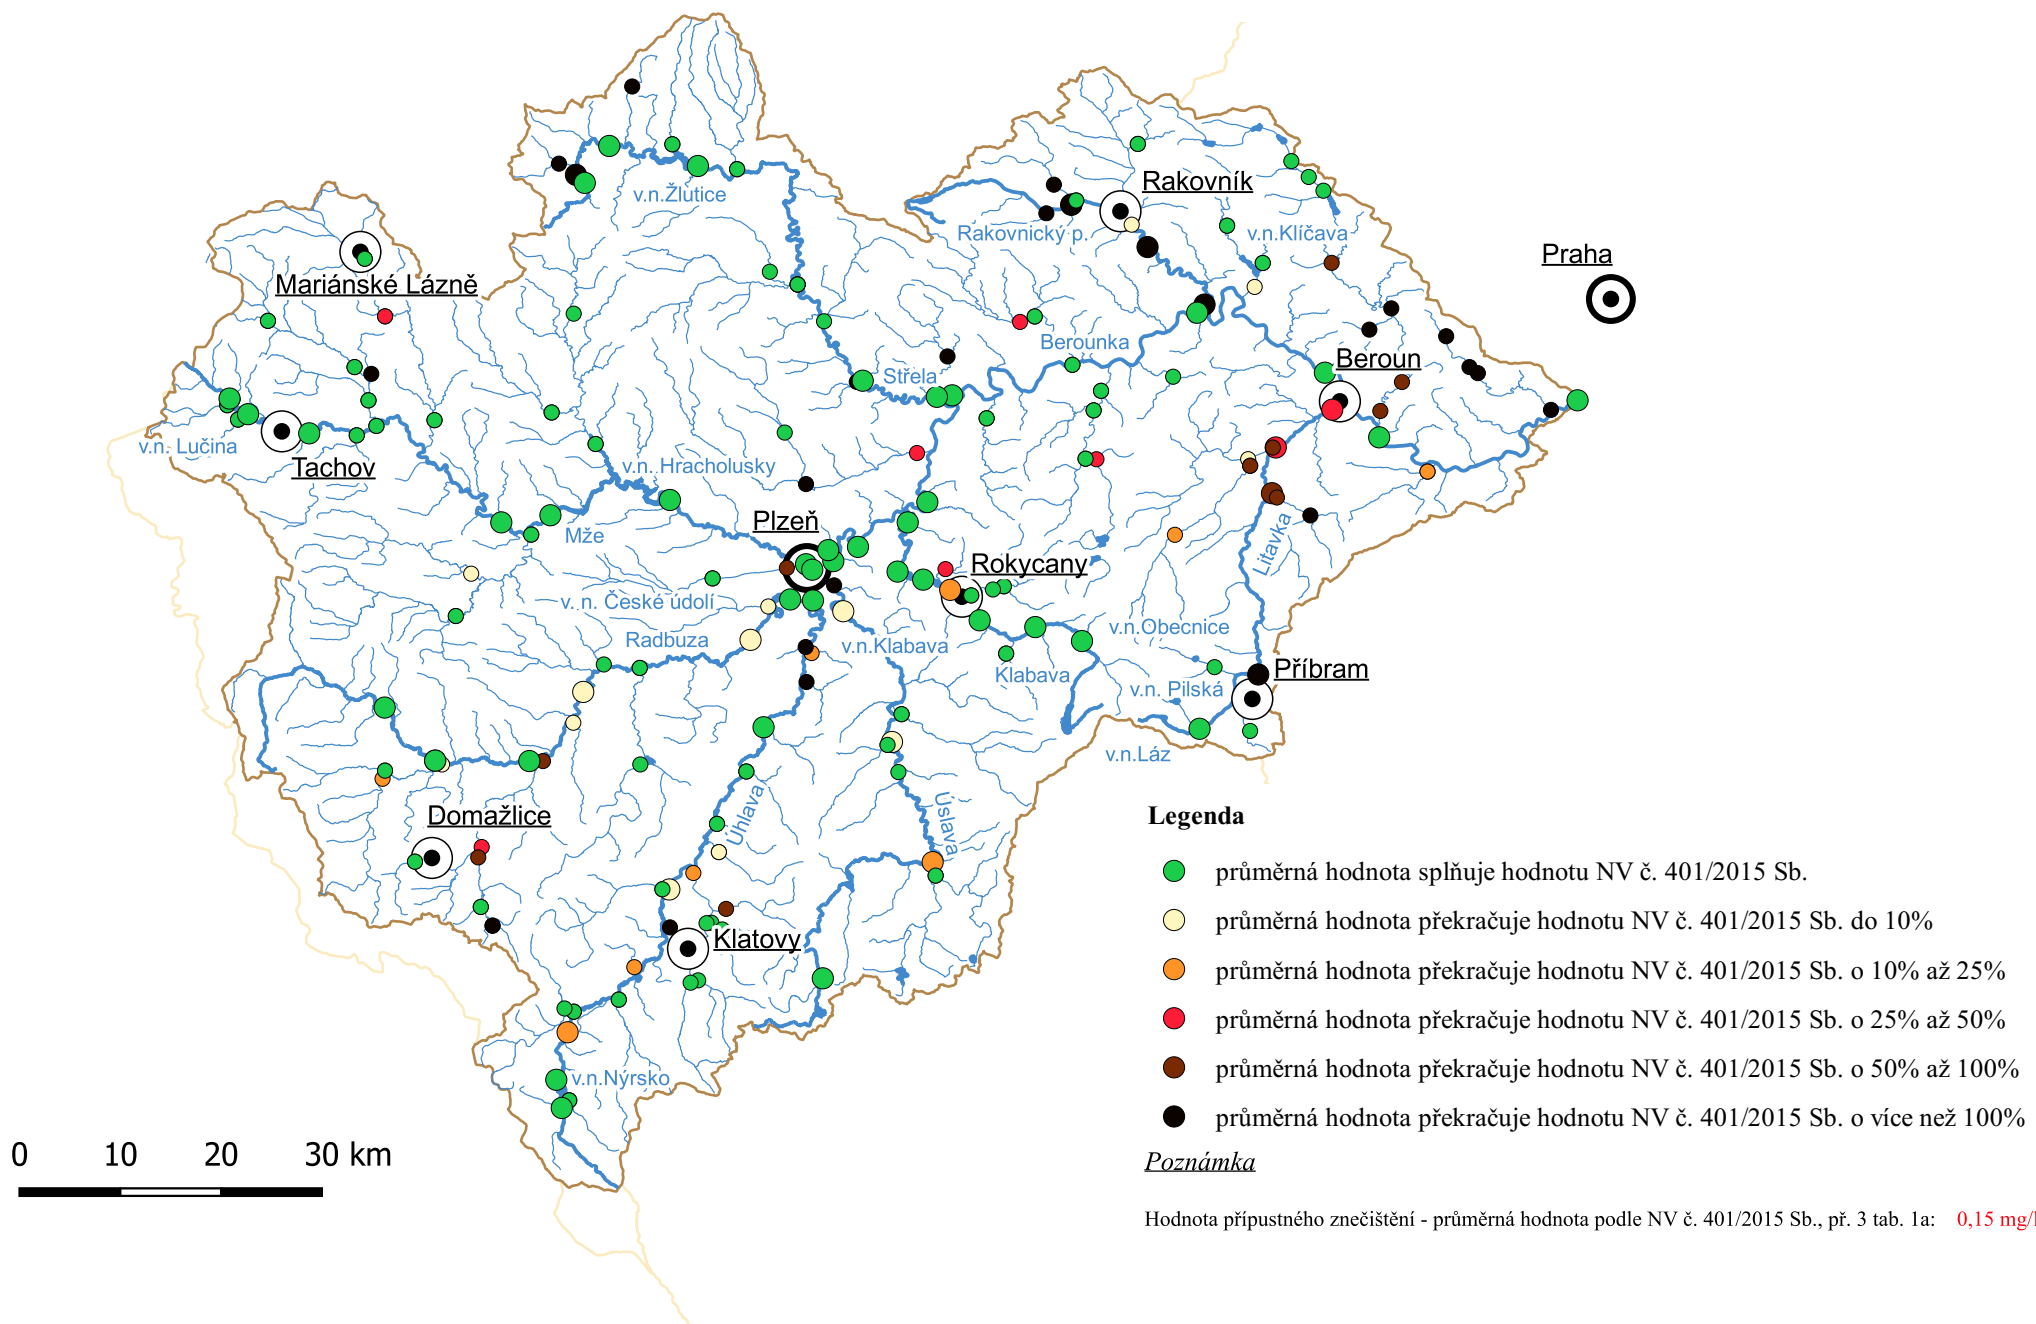 Rakovník
v.n.Žlutice
Rakovnický p.
v.n.Klíčava
Praha
Mariánské Lázně
Berounka
Beroun
Střela
v.n. Lučina
Tachov
v.n. Hracholusky
Plzeň
Mže
Litavka
Rokycany
v. n. České údolí
Radbuza
v.n.Klabava
v.n.Obecnice
Klabava
Příbram
v.n. Pilská
v.n.Láz
Domažlice
Úhlava
Úslava
Klatovy
v.n.Nýrsko
0 10 20 30 km
Legenda
průměrná hodnota splňuje hodnotu NV č. 401/2015 Sb.
průměrná hodnota překračuje hodnotu NV č. 401/2015 Sb. do 10%
průměrná hodnota překračuje hodnotu NV č. 401/2015 Sb. o 10% až 25%
průměrná hodnota překračuje hodnotu NV č. 401/2015 Sb. o 25% až 50%
průměrná hodnota překračuje hodnotu NV č. 401/2015 Sb. o 50% až 100%
průměrná hodnota překračuje hodnotu NV č. 401/2015 Sb. o více než 100%
Poznámka
Hodnota přípustného znečištění - průměrná hodnota podle NV č. 401/2015 Sb., př. 3 tab. 1a: 0,15 mg/l